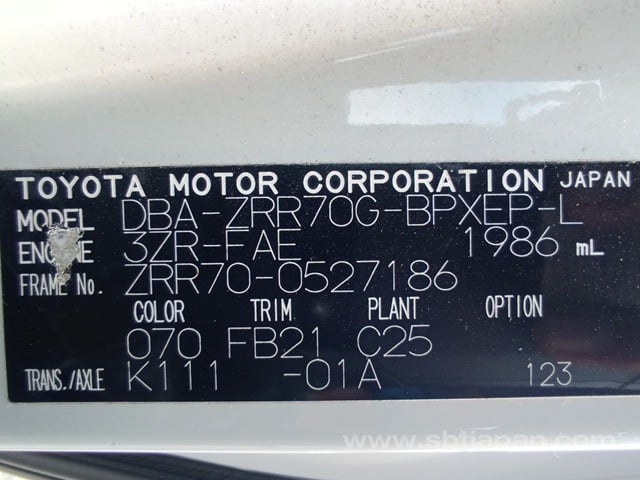 TOYOTA MOTOR CORPORATION JAPAN
MODEL DBA-ZRR70G-BPXEP-L
ENGINE 3ZR-FAE 1986 mL
FRAME No. ZRR70-0527186
COLOR TRIM PLANT OPTION
070 FB21 C25
TRANS./AXLE K111 -01A 123
www.sbtjapan.com